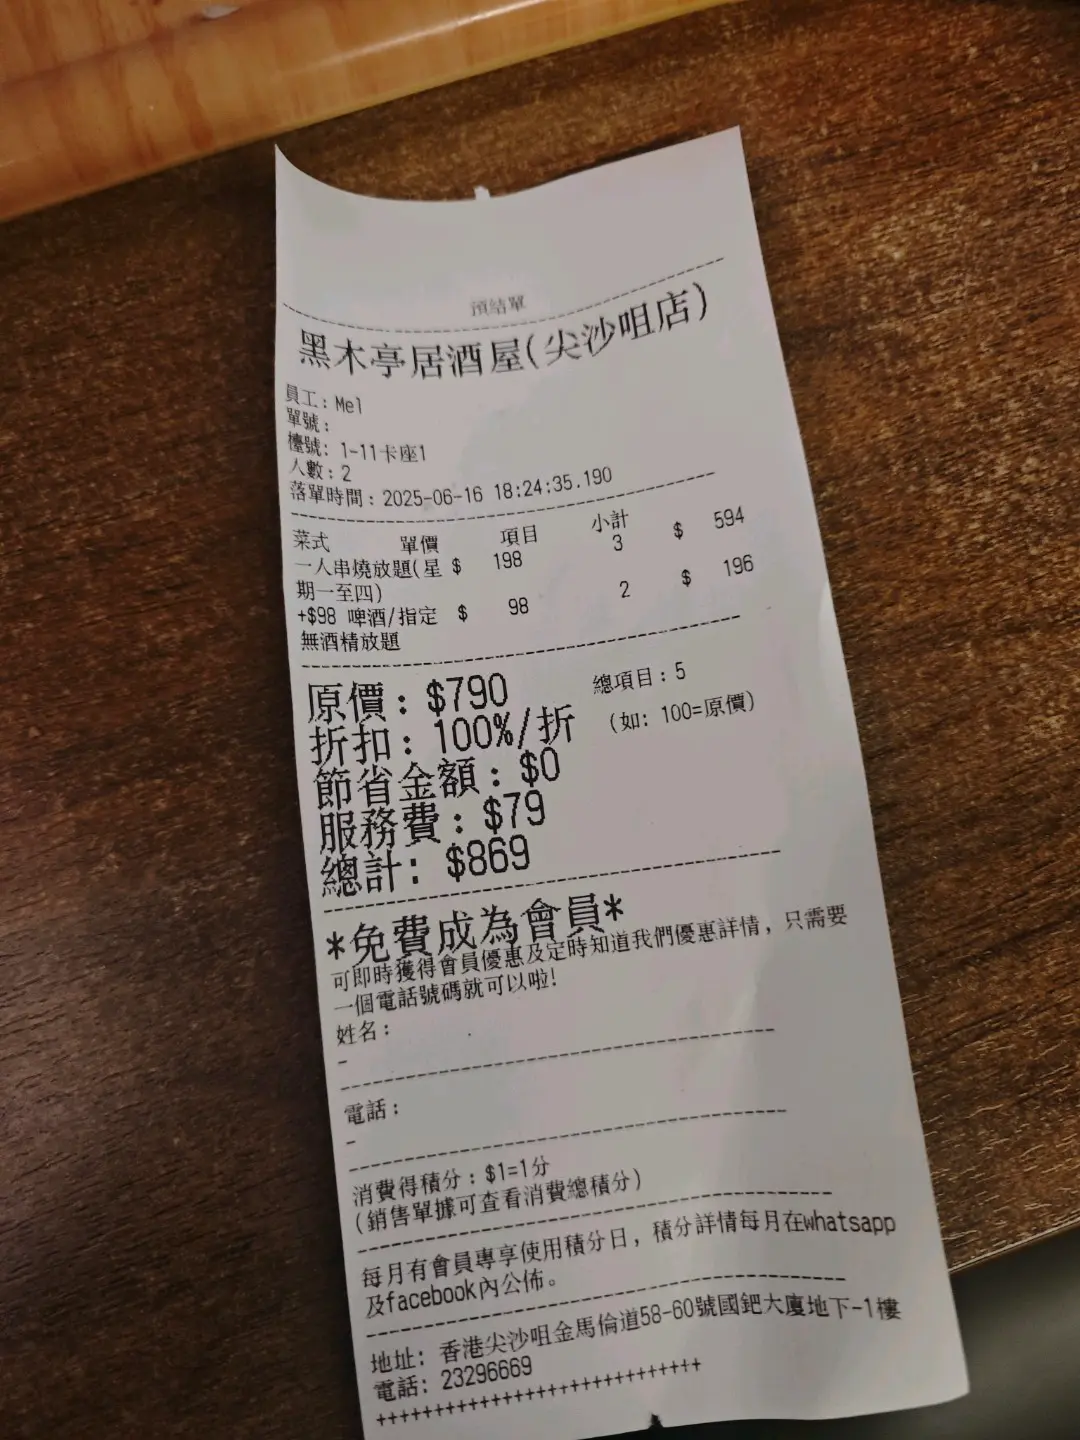 預結單
黑木亭居酒屋(尖沙咀店)
員工:Mel
單號:
檯號: 1-11卡座1
人數:2
落單時間:2025-06-16 18:24:35.190
菜式 單價 項目 小計
一人串燒放題(星 $ 198 3 $ 594
期一至四)
+$98 啤酒/指定 $ 98 2 $ 196
無酒精放題
原價:$790 總項目:5
折扣:100%/折 (如: 100=原價)
節省金額:$0
服務費:$79
總計: $869
*免費成為會員*
可即時獲得會員優惠及定時知道我們優惠詳情, 只需要
一個電話號碼就可以啦!
姓名:
-
電話:
-
消費得積分:$1=1分
(銷售單據可查看消費總積分)
每月有會員專享使用積分日, 積分詳情每月在whatsapp
及facebook內公佈。
地址: 香港尖沙咀金馬倫道58-60號國鈀大廈地下-1樓
電話: 23296669
++++++++++++++++++++++++++++